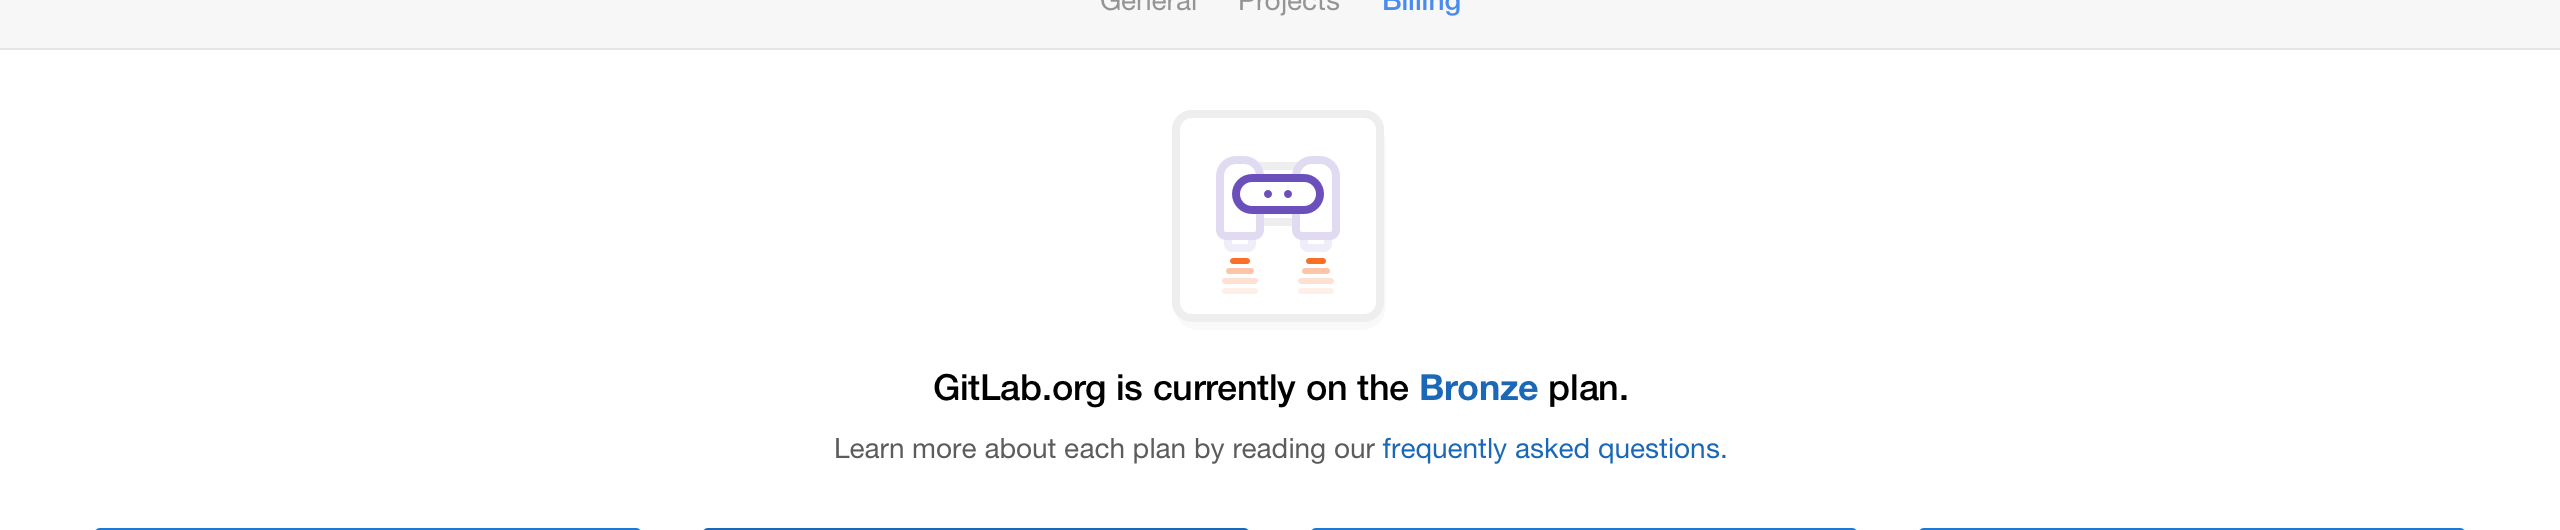 General Projects Billing
GitLab.org is currently on the Bronze plan.
Learn more about each plan by reading our frequently asked questions.